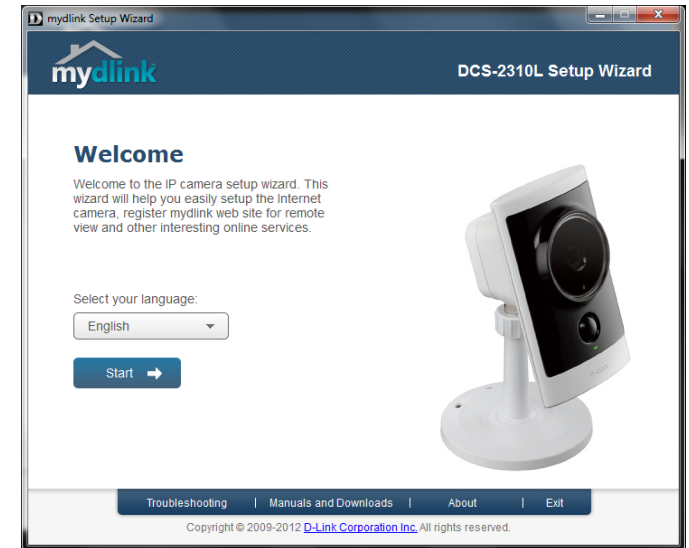 mydlink Setup Wizard
mydlink
DCS-2310L Setup Wizard
Welcome
Welcome to the IP camera setup wizard. This
wizard will help you easily setup the Internet
camera, register mydlink web site for remote
view and other interesting online services.
Select your language:
English
Start
D-Link
Troubleshooting | Manuals and Downloads | About | Exit
Copyright © 2009-2012 D-Link Corporation Inc. All rights reserved.